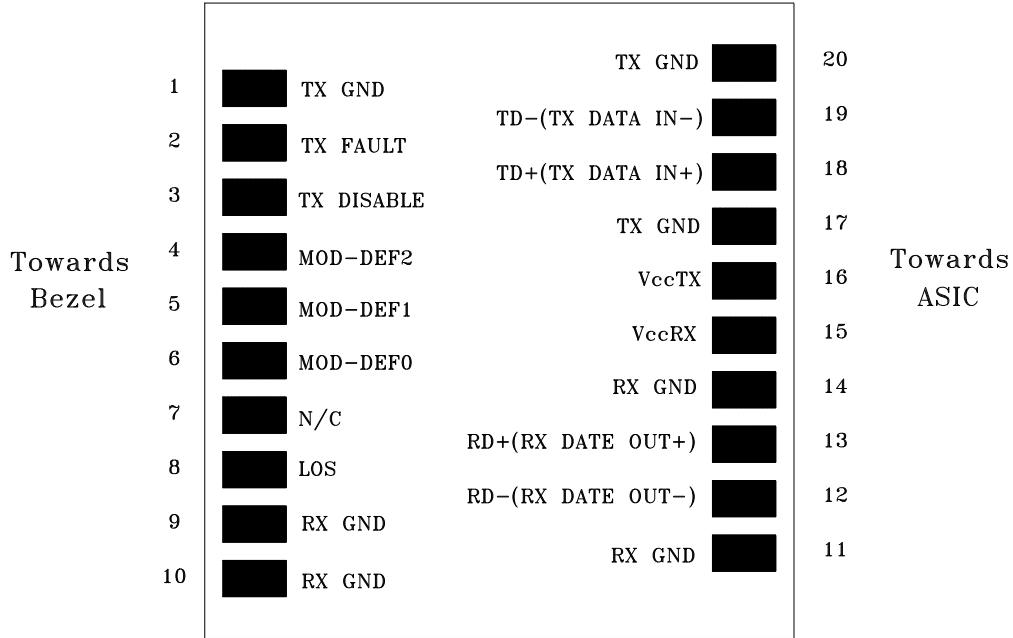 Towards
Bezel
1 TX GND
2 TX FAULT
3 TX DISABLE
4 MOD-DEF2
5 MOD-DEF1
6 MOD-DEF0
7 N/C
8 LOS
9 RX GND
10 RX GND
TX GND 20
TD-(TX DATA IN-) 19
TD+(TX DATA IN+) 18
TX GND 17
VccTX 16
VccRX 15
RX GND 14
RD+(RX DATE OUT+) 13
RD-(RX DATE OUT-) 12
RX GND 11
Towards
ASIC